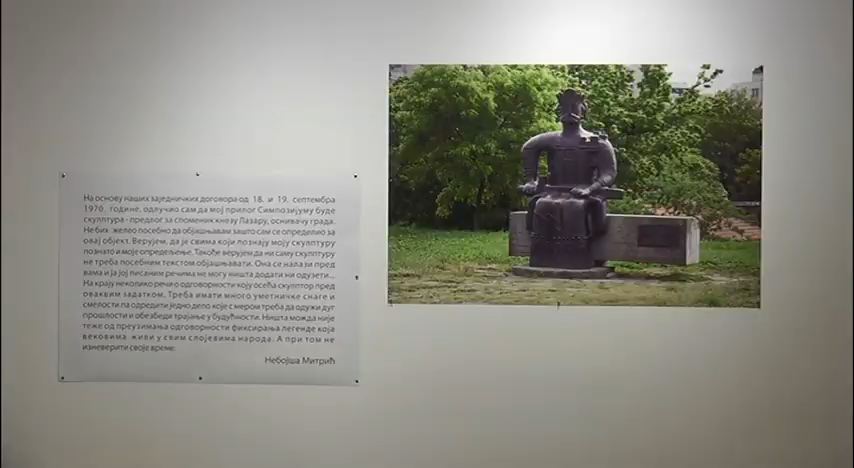 На основу наших заједничких договора од 18. и 19. септембра
1970. године, одлучио сам да мој прилог Симпозијуму буде
скулптура - предлог за споменик кнезу Лазару, оснивачу града.
Не бих желео посебно да објашњавам зашто сам се определио за
овај објект. Верујем, да је свима који познају моју скулптуру
познато и моје опредељење. Такође верујем да ни саму скулптуру
не треба посебним текстом објашњавати. Она се налази пред
вама и ја јој писаним речима не могу ништа додати ни одузети...
На крају неколико речи о одговорности коју осећа скулптор пред
оваквим задатком. Треба имати много уметничке снаге и
смелости па одредити једно дело које с мером треба да одужи дуг
прошлости и обезбеди трајање у будућности. Ништа можда није
теже од преузимања одговорности фиксирања легенде која
вековима живи у свим слојевима народа. А при том не
изневерити своје време.
Небојша Митрић